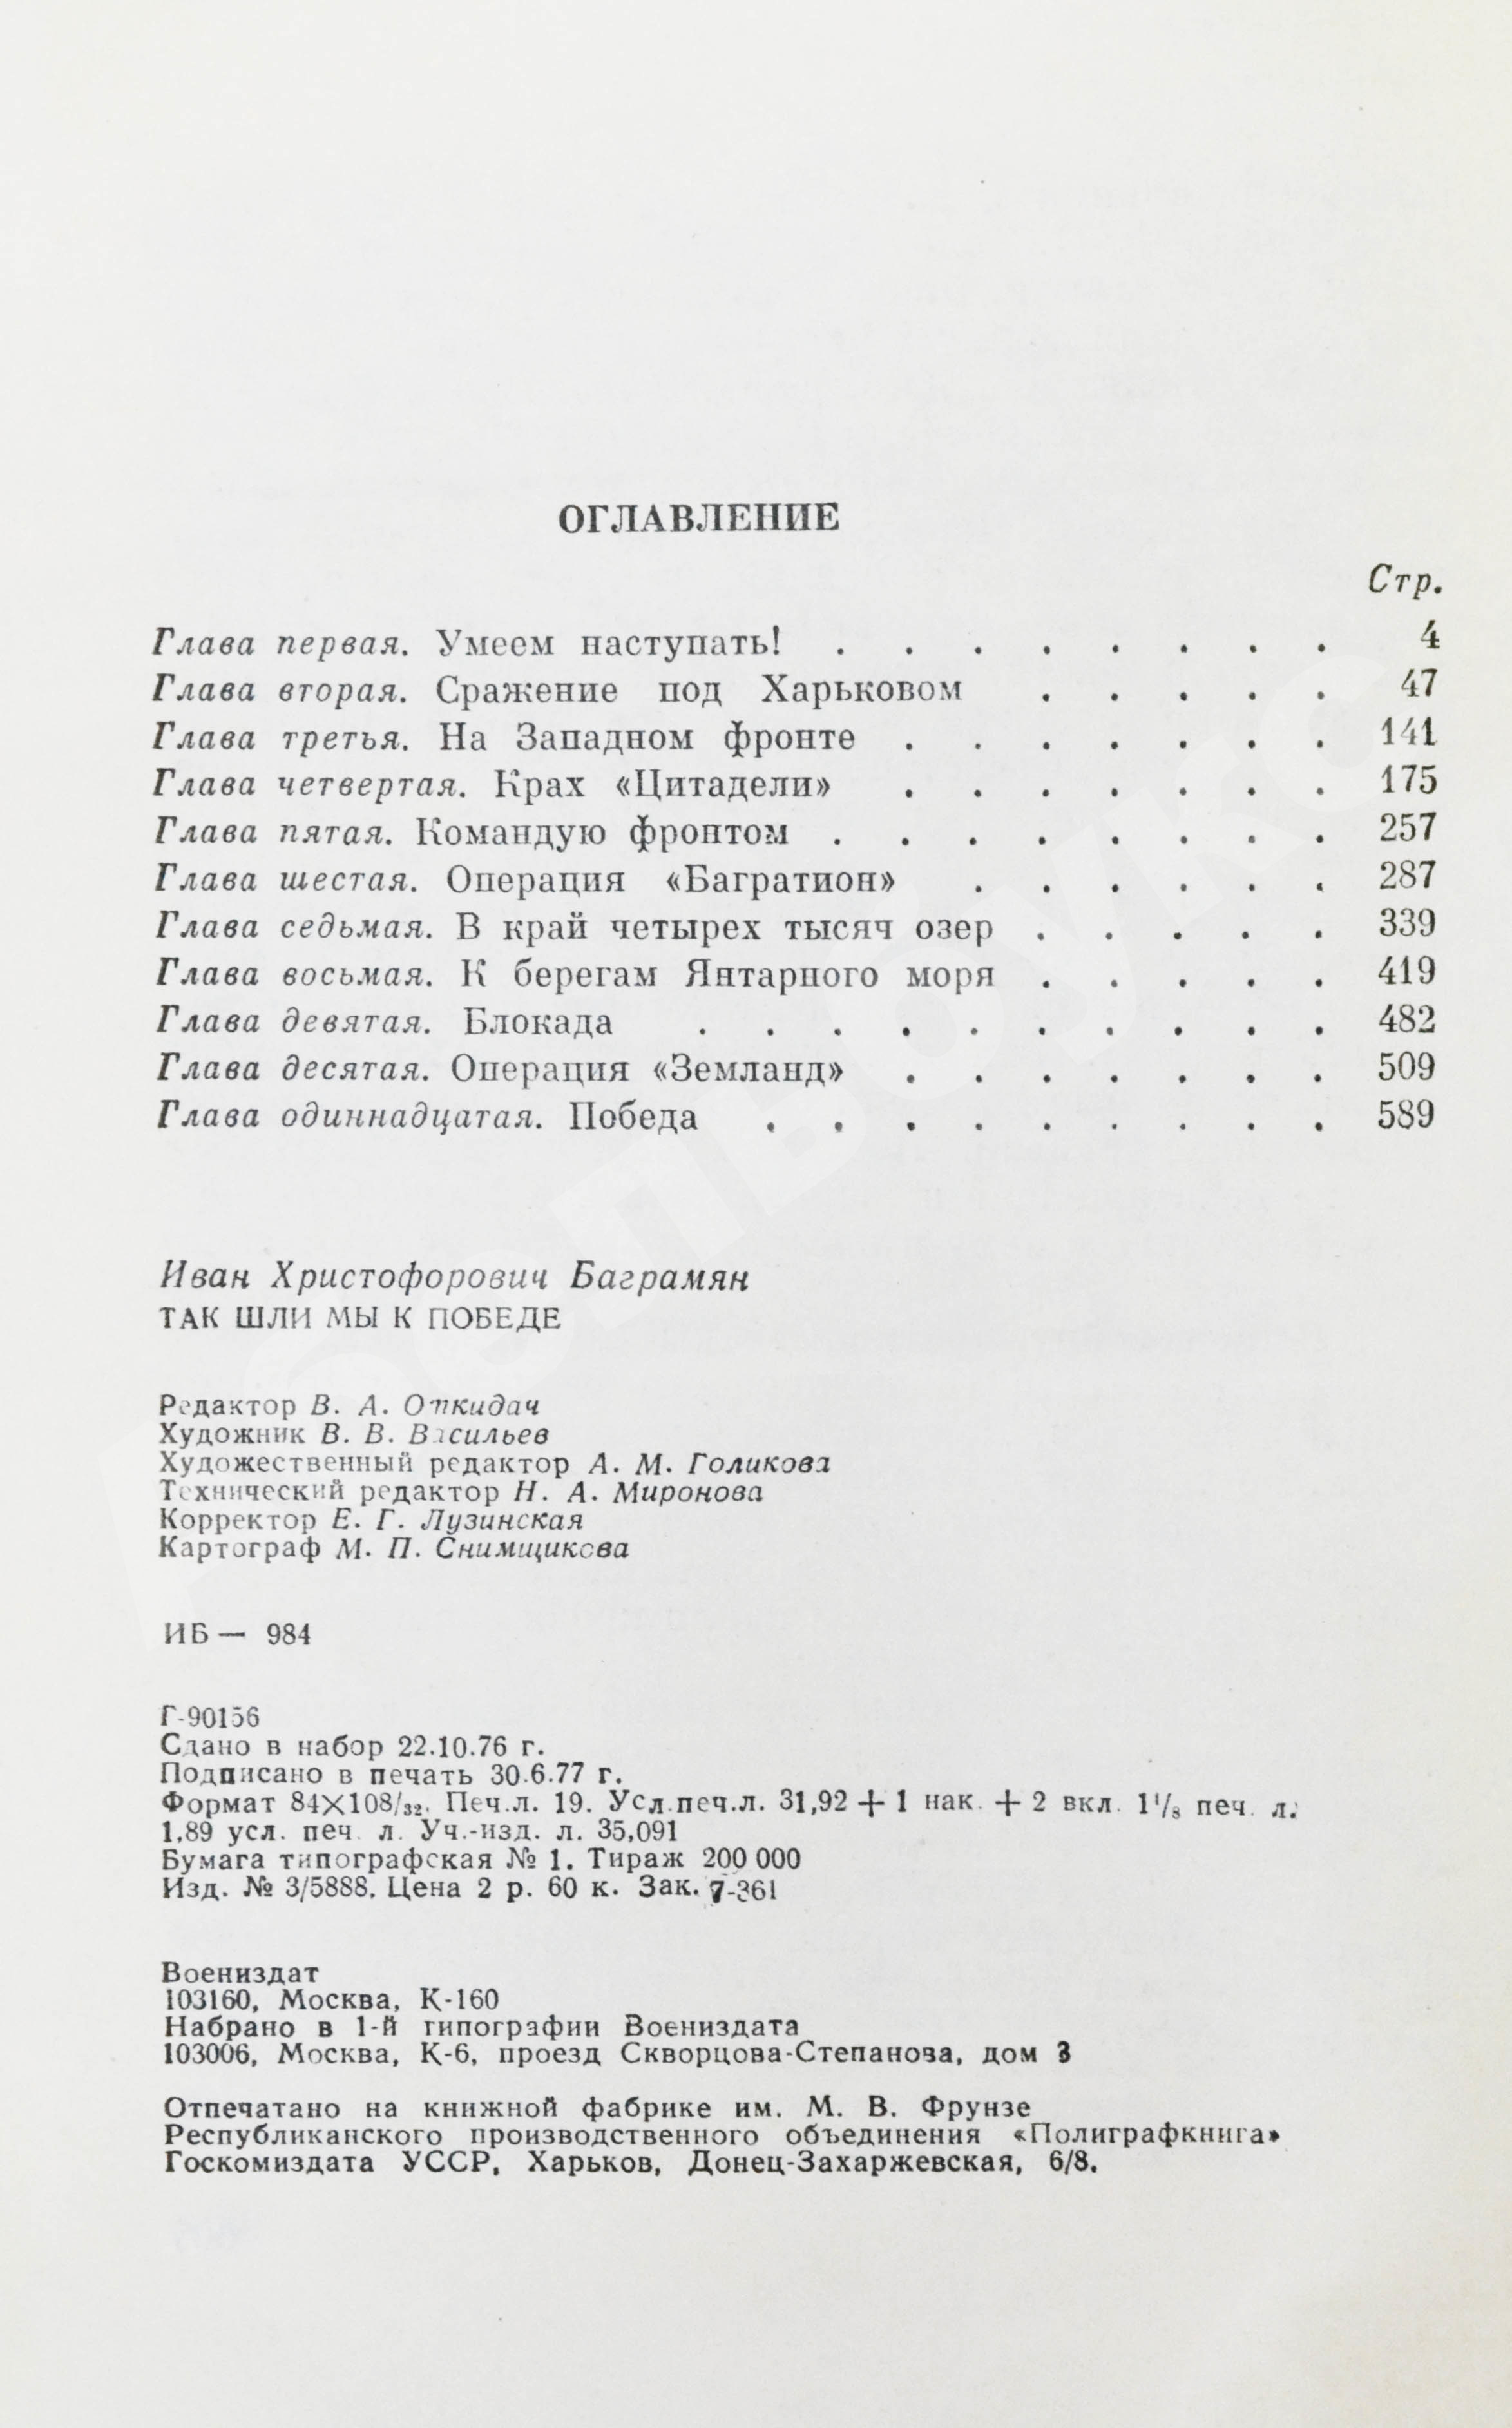 ОГЛАВЛЕНИЕ
Стр.
Глава первая. Умеем наступать! . . . . . . . . 4
Глава вторая. Сражение под Харьковом . . . . . 47
Глава третья. На Западном фронте . . . . . . . 141
Глава четвертая. Крах «Цитадели» . . . . . . . 175
Глава пятая. Командую фронтом . . . . . . . . 257
Глава шестая. Операция «Багратион» . . . . . . 287
Глава седьмая. В край четырех тысяч озер . . . . . 339
Глава восьмая. К берегам Янтарного моря . . . . . 419
Глава девятая. Блокада . . . . . . . . . . 482
Глава десятая. Операция «Земланд» . . . . . . . 509
Глава одиннадцатая. Победа . . . . . . . . . 589
Иван Христофорович Баграмян
ТАК ШЛИ МЫ К ПОБЕДЕ
Редактор В. А. Откидач
Художник В. В. Васильев
Художественный редактор А. М. Голикова
Технический редактор Н. А. Миронова
Корректор Е. Г. Лузинская
Картограф М. П. Снимщикова
ИБ — 984
Г-90156
Сдано в набор 22.10.76 г.
Подписано в печать 30.6.77 г.
Формат 84×108/32. Печ.л. 19. Усл.печ.л. 31,92 + 1 нак. + 2 вкл. 1 1/8 печ. л.
1,89 усл. печ. л. Уч.-изд. л. 35,091
Бумага типографская № 1. Тираж 200 000
Изд. № 3/5888. Цена 2 р. 60 к. Зак. 7-361
Воениздат
103160, Москва, К-160
Набрано в 1-й типографии Воениздата
103006, Москва, К-6, проезд Скворцова-Степанова, дом 3
Отпечатано на книжной фабрике им. М. В. Фрунзе
Республиканского производственного объединения «Полиграфкнига»
Госкомиздата УССР, Харьков, Донец-Захаржевская, 6/8.